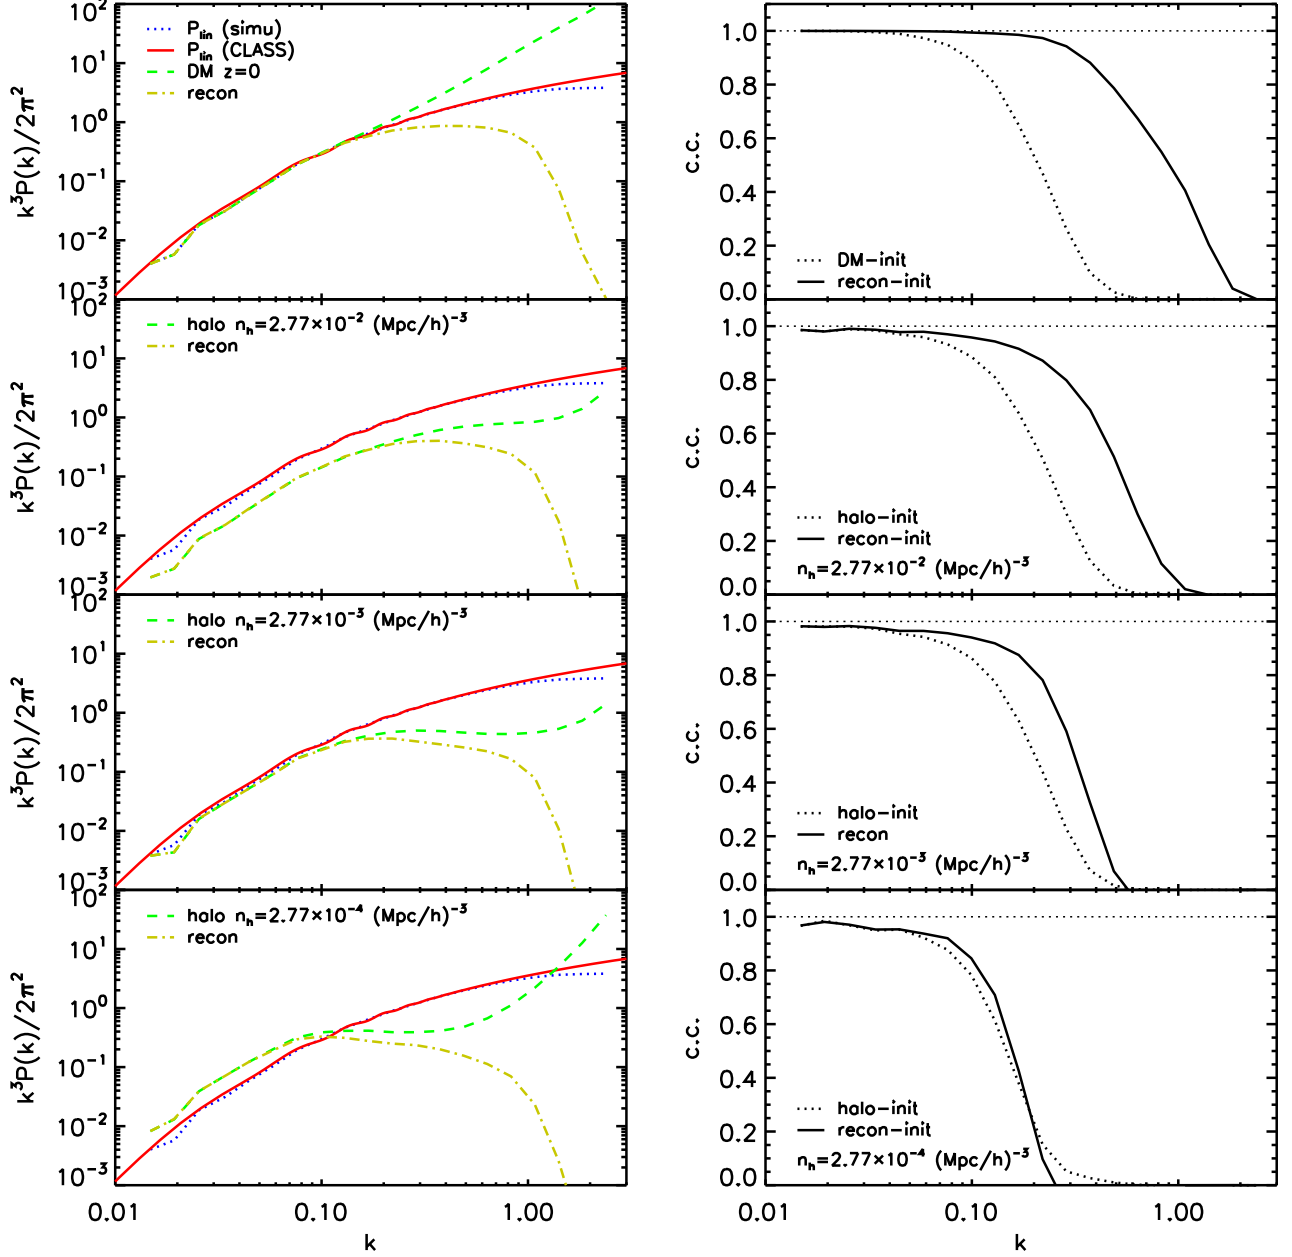 10²
10¹
10⁰
10⁻¹
10⁻²
10⁻³
k³P(k)/2π²
P_lin (simu)
P_lin (CLASS)
DM z=0
recon
1.0
0.8
0.6
0.4
0.2
0.0
c.c.
DM-init
recon-init
10²
10¹
10⁰
10⁻¹
10⁻²
10⁻³
k³P(k)/2π²
halo n_h=2.77×10⁻² (Mpc/h)⁻³
recon
1.0
0.8
0.6
0.4
0.2
0.0
c.c.
halo-init
recon-init
n_h=2.77×10⁻² (Mpc/h)⁻³
10²
10¹
10⁰
10⁻¹
10⁻²
10⁻³
k³P(k)/2π²
halo n_h=2.77×10⁻³ (Mpc/h)⁻³
recon
1.0
0.8
0.6
0.4
0.2
0.0
c.c.
halo-init
recon
n_h=2.77×10⁻³ (Mpc/h)⁻³
10²
10¹
10⁰
10⁻¹
10⁻²
10⁻³
k³P(k)/2π²
halo n_h=2.77×10⁻⁴ (Mpc/h)⁻³
recon
0.01
0.10
1.00
k
1.0
0.8
0.6
0.4
0.2
0.0
c.c.
halo-init
recon-init
n_h=2.77×10⁻⁴ (Mpc/h)⁻³
0.01
0.10
1.00
k